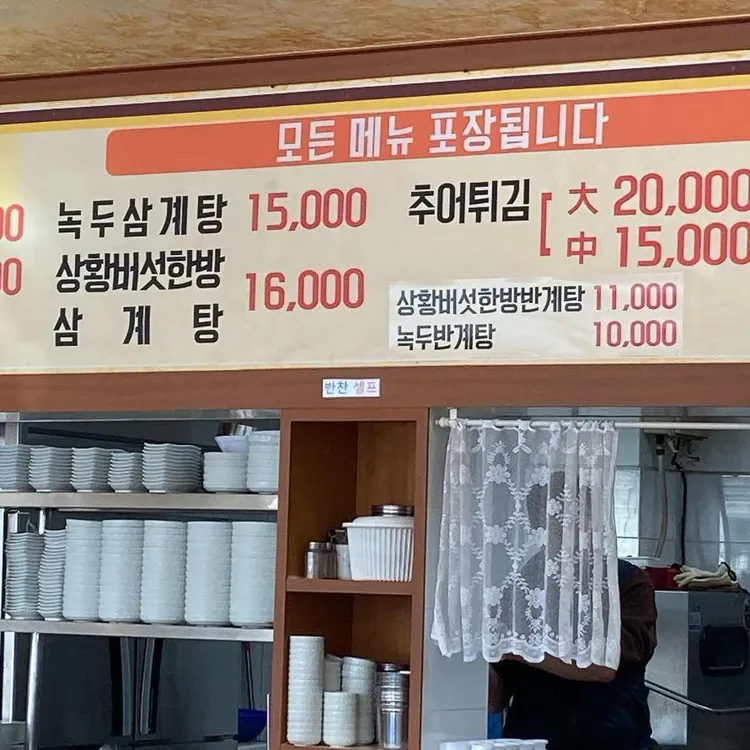 모든 메뉴 포장됩니다
00
녹두삼계탕 15,000
00
상황버섯한방
삼계탕 16,000
추어튀김 [ 大 20,000
中 15,000
상황버섯한방반계탕 11,000
녹두반계탕 10,000
반찬 셀프